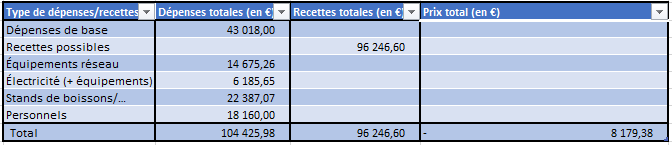 Type de dépenses/recettes Dépenses totales (en €) Recettes totales (en €) Prix total (en €)
Dépenses de base 43 018,00
Recettes possibles 96 246,60
Équipements réseau 14 675,26
Électricité (+ équipements) 6 185,65
Stands de boissons/... 22 387,07
Personnels 18 160,00
Total 104 425,98 96 246,60 - 8 179,38